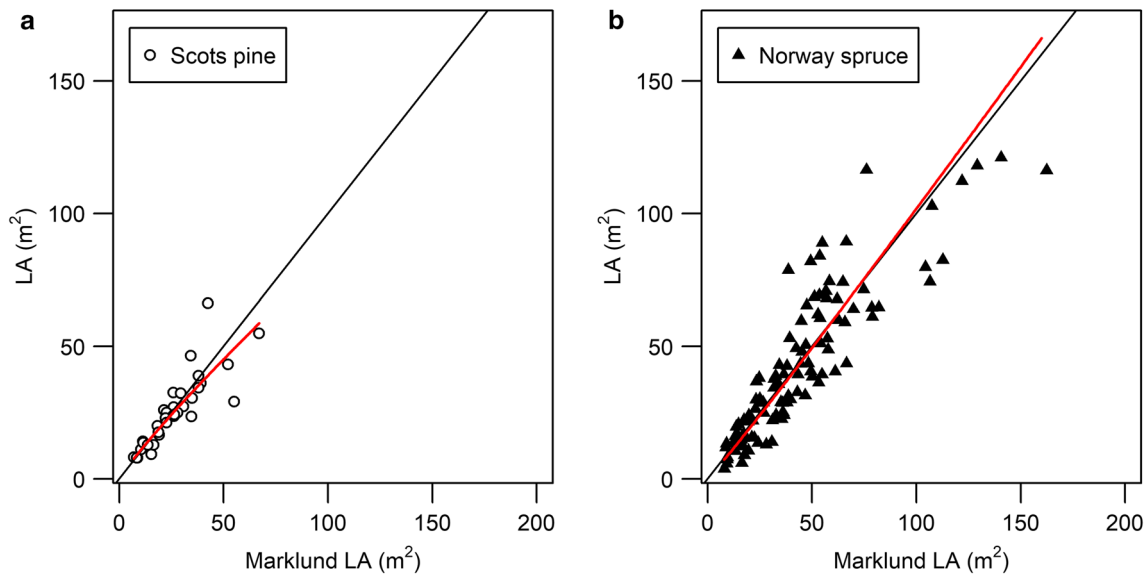 a
Scots pine
150
100
50
0
LA (m²)
0 50 100 150 200
Marklund LA (m²)
b
Norway spruce
150
100
50
0
LA (m²)
0 50 100 150 200
Marklund LA (m²)